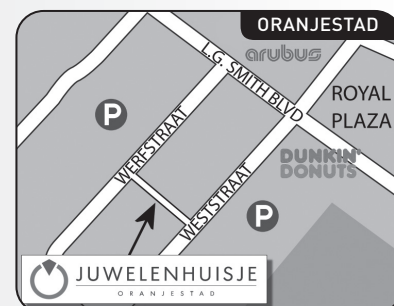 ORANJESTAD
arubus
L.G. SMITH BLVD
ROYAL
PLAZA
P
WERFSTRAAT
DUNKIN'
DONUTS
WESTSTRAAT
P
JUWELENHUISJE
ORANJESTAD